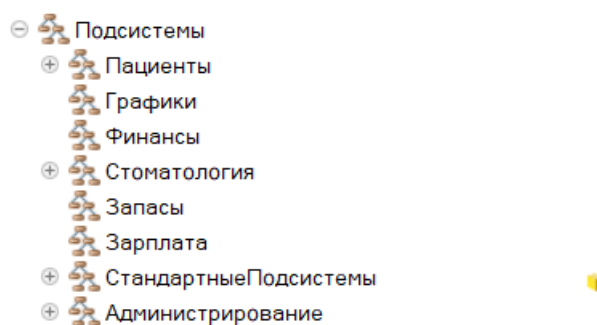 Подсистемы
Пациенты
Графики
Финансы
Стоматология
Запасы
Зарплата
СтандартныеПодсистемы
Администрирование